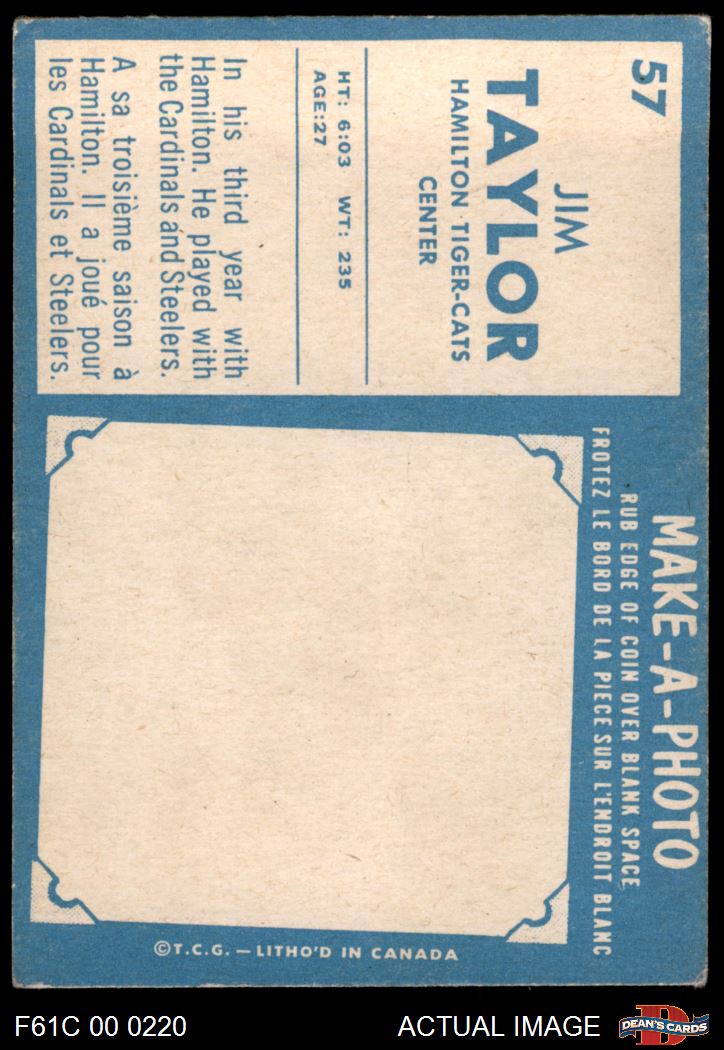 57
JIM
TAYLOR
HAMILTON TIGER-CATS
CENTER
HT: 6:03 WT: 235
AGE:27
In his third year with
Hamilton. He played with
the Cardinals and Steelers.
A sa troisième saison à
Hamilton. Il a joué pour
les Cardinals et Steelers.
MAKE-A-PHOTO
RUB EDGE OF COIN OVER BLANK SPACE
FROTEZ LE BORD DE LA PIECE SUR L'ENDROIT BLANC
©T.C.G. — LITHO'D IN CANADA
F61C 00 0220
ACTUAL IMAGE
D
DEAN'S CARDS